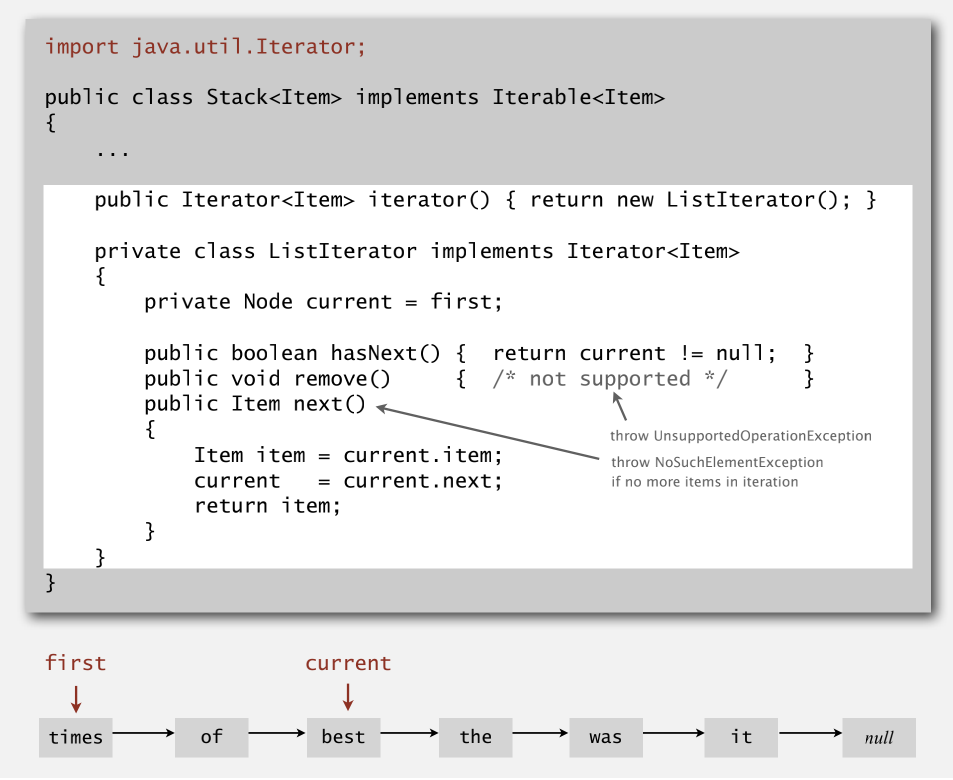 import java.util.Iterator;
public class Stack<Item> implements Iterable<Item>
{
...
public Iterator<Item> iterator() { return new ListIterator(); }
private class ListIterator implements Iterator<Item>
{
private Node current = first;
public boolean hasNext() {  return current != null;  }
public void remove()     {  /* not supported */      }
public Item next()
{
throw UnsupportedOperationException
Item item = current.item;
throw NoSuchElementException
current   = current.next;
if no more items in iteration
return item;
}
}
}
first current
times of best the was it null